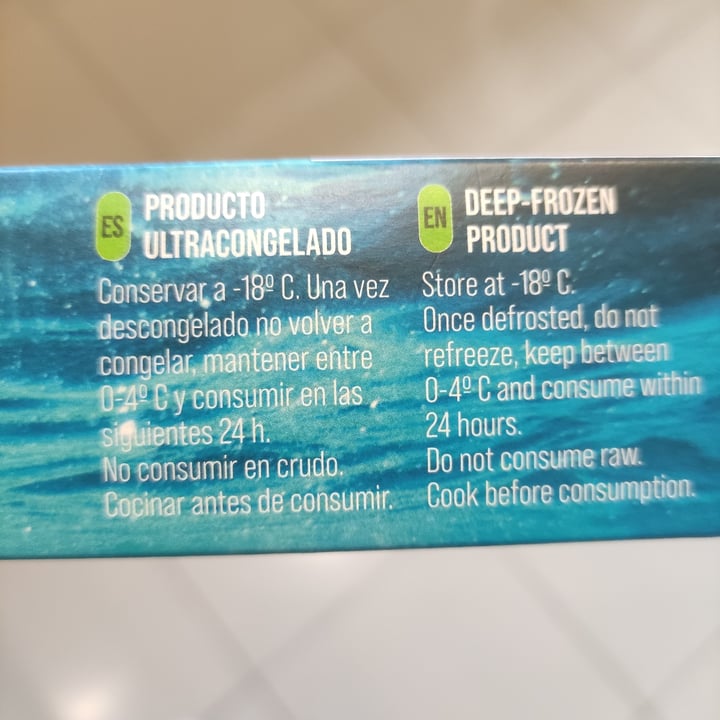 ES
PRODUCTO
ULTRACONGELADO
Conservar a -18º C. Una vez
descongelado no volver a
congelar, mantener entre
0-4º C y consumir en las
siguientes 24 h.
No consumir en crudo.
Cocinar antes de consumir.
EN
DEEP-FROZEN
PRODUCT
Store at -18º C.
Once defrosted, do not
refreeze, keep between
0-4º C and consume within
24 hours.
Do not consume raw.
Cook before consumption.